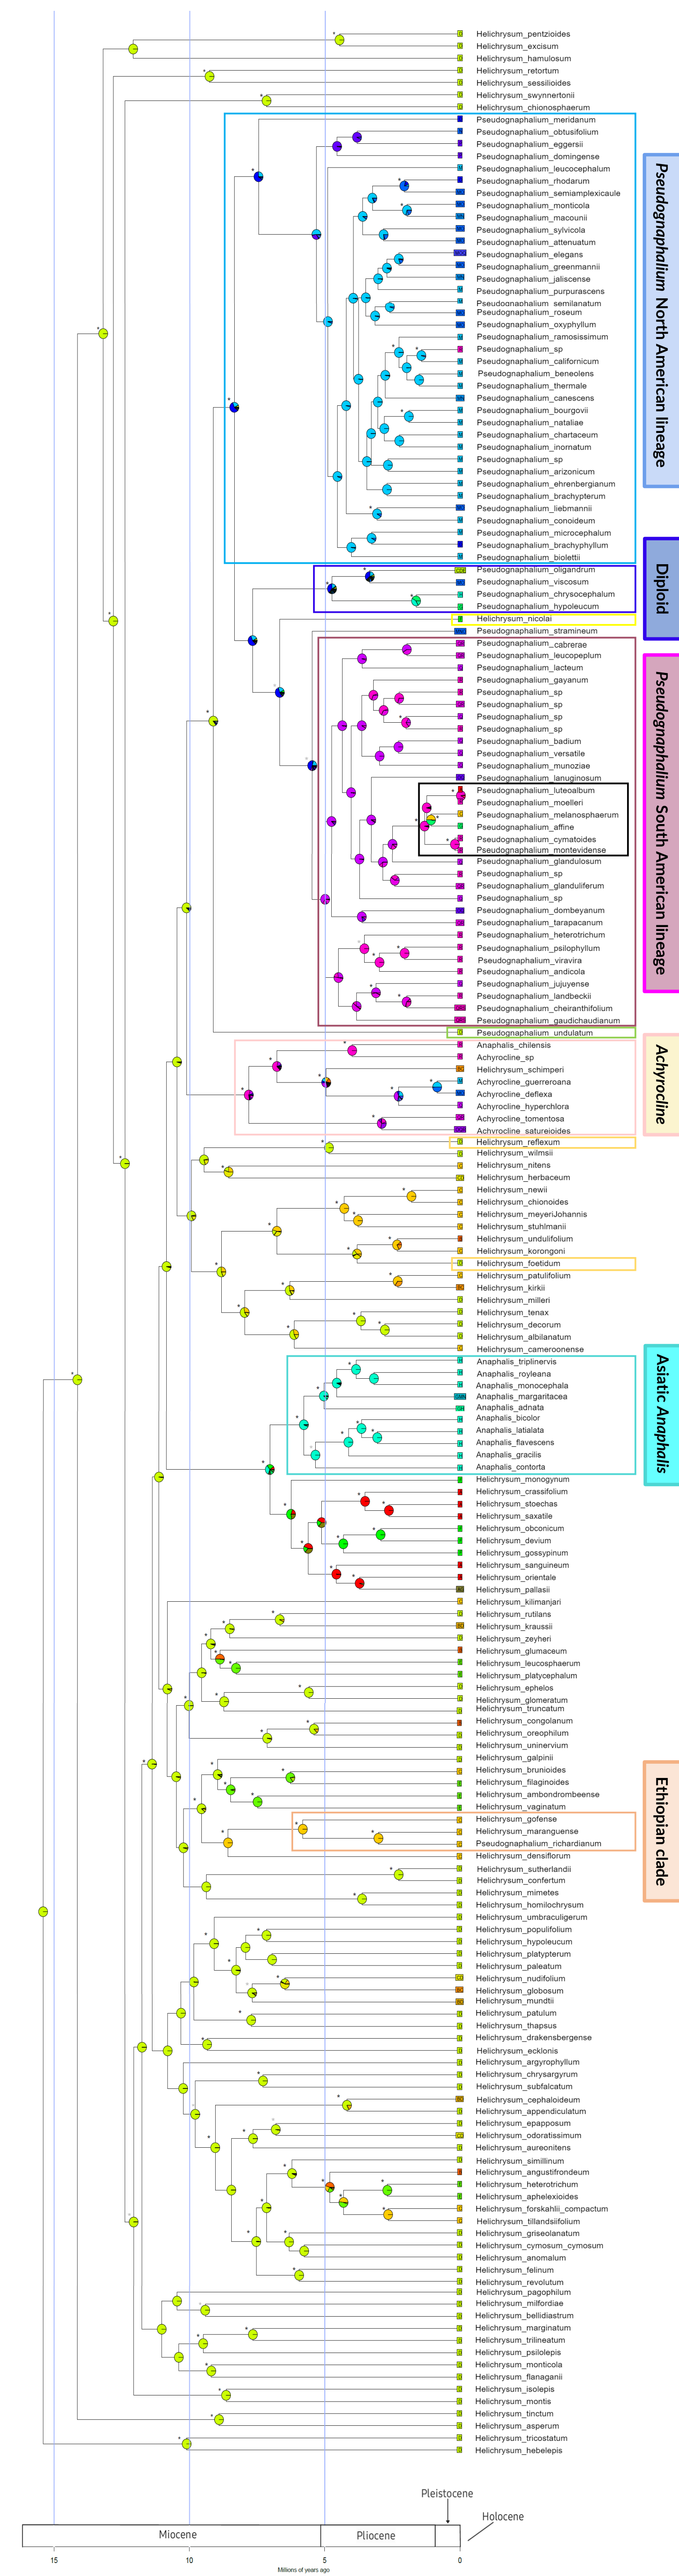 Helichrysum_pentzioides
Helichrysum_excisum
Helichrysum_hamulosum
Helichrysum_retortum
Helichrysum_sessilioides
Helichrysum_swynnertonii
Helichrysum_chionosphaerum
Pseudognaphalium_meridanum
Pseudognaphalium_obtusifolium
Pseudognaphalium_eggersii
Pseudognaphalium_domingense
Pseudognaphalium_leucocephalum
Pseudognaphalium_rhodarum
Pseudognaphalium_semiamplexicaule
Pseudognaphalium_monticola
Pseudognaphalium_macounii
Pseudognaphalium_sylvicola
Pseudognaphalium_attenuatum
Pseudognaphalium_elegans
Pseudognaphalium_greenmannii
Pseudognaphalium_jaliscense
Pseudognaphalium_purpurascens
Pseudognaphalium_semilanatum
Pseudognaphalium_roseum
Pseudognaphalium_oxyphyllum
Pseudognaphalium_ramosissimum
Pseudognaphalium_sp
Pseudognaphalium_californicum
Pseudognaphalium_beneolens
Pseudognaphalium_thermale
Pseudognaphalium_canescens
Pseudognaphalium_bourgovii
Pseudognaphalium_nataliae
Pseudognaphalium_chartaceum
Pseudognaphalium_inornatum
Pseudognaphalium_sp
Pseudognaphalium_arizonicum
Pseudognaphalium_ehrenbergianum
Pseudognaphalium_brachypterum
Pseudognaphalium_liebmannii
Pseudognaphalium_conoideum
Pseudognaphalium_microcephalum
Pseudognaphalium_brachyphyllum
Pseudognaphalium_biolettii
Pseudognaphalium North American lineage
Pseudognaphalium_oligandrum
Pseudognaphalium_viscosum
Pseudognaphalium_chrysocephalum
Pseudognaphalium_hypoleucum
Diploid
Helichrysum_nicolai
Pseudognaphalium_stramineum
Pseudognaphalium__cabrerae
Pseudognaphalium_leucopeplum
Pseudognaphalium_lacteum
Pseudognaphalium_gayanum
Pseudognaphalium_sp
Pseudognaphalium_sp
Pseudognaphalium_sp
Pseudognaphalium_sp
Pseudognaphalium_badium
Pseudognaphalium_versatile
Pseudognaphalium_munoziae
Pseudognaphalium_lanuginosum
Pseudognaphalium_luteoalbum
Pseudognaphalium_moelleri
Pseudognaphalium_melanosphaerum
Pseudognaphalium_affine
Pseudognaphalium_cymatoides
Pseudognaphalium_montevidense
Pseudognaphalium_glandulosum
Pseudognaphalium_sp
Pseudognaphalium_glanduliferum
Pseudognaphalium_sp
Pseudognaphalium_dombeyanum
Pseudognaphalium_tarapacanum
Pseudognaphalium_heterotrichum
Pseudognaphalium_psilophyllum
Pseudognaphalium_viravira
Pseudognaphalium_andicola
Pseudognaphalium_jujuyense
Pseudognaphalium_landbeckii
Pseudognaphalium_cheiranthifolium
Pseudognaphalium_gaudichaudianum
Pseudognaphalium South American lineage
Pseudognaphalium_undulatum
Anaphalis_chilensis
Achyrocline_sp
Helichrysum_schimperi
Achyrocline_guerreroana
Achyrocline_deflexa
Achyrocline_hyperchlora
Achyrocline_tomentosa
Achyrocline_satureioides
Achyrocline
Helichrysum_reflexum
Helichrysum_wilmsii
Helichrysum_nitens
Helichrysum_herbaceum
Helichrysum_newii
Helichrysum_chionoides
Helichrysum_meyeriJohannis
Helichrysum_stuhlmanii
Helichrysum_undulifolium
Helichrysum_korongoni
Helichrysum_foetidum
Helichrysum_patulifolium
Helichrysum_kirkii
Helichrysum_milleri
Helichrysum_tenax
Helichrysum_decorum
Helichrysum_albilanatum
Helichrysum_cameroonense
Anaphalis_triplinervis
Anaphalis_royleana
Anaphalis_monocephala
Anaphalis_margaritacea
Anaphalis_adnata
Anaphalis_bicolor
Anaphalis_latialata
Anaphalis_flavescens
Anaphalis_gracilis
Anaphalis_contorta
Asiatic Anaphalis
Helichrysum_monogynum
Helichrysum_crassifolium
Helichrysum_stoechas
Helichrysum_saxatile
Helichrysum_obconicum
Helichrysum_devium
Helichrysum_gossypinum
Helichrysum_sanguineum
Helichrysum_orientale
Helichrysum_pallasii
Helichrysum_kilimanjari
Helichrysum_rutilans
Helichrysum_kraussii
Helichrysum_zeyheri
Helichrysum_glumaceum
Helichrysum_leucosphaerum
Helichrysum_platycephalum
Helichrysum_ephelos
Helichrysum_glomeratum
Helichrysum_truncatum
Helichrysum_congolanum
Helichrysum_oreophilum
Helichrysum_uninervium
Helichrysum_galpinii
Helichrysum_brunioides
Helichrysum_filaginoides
Helichrysum_ambondrombeense
Helichrysum_vaginatum
Helichrysum_gofense
Helichrysum_maranguense
Pseudognaphalium_richardianum
Helichrysum_densiflorum
Ethiopian clade
Helichrysum_sutherlandii
Helichrysum_confertum
Helichrysum_mimetes
Helichrysum_homilochrysum
Helichrysum_umbraculigerum
Helichrysum_populifolium
Helichrysum_hypoleucum
Helichrysum_platypterum
Helichrysum_paleatum
Helichrysum_nudifolium
Helichrysum_globosum
Helichrysum_mundtii
Helichrysum_patulum
Helichrysum_thapsus
Helichrysum_drakensbergense
Helichrysum_ecklonis
Helichrysum_argyrophyllum
Helichrysum_chrysargyrum
Helichrysum_subfalcatum
Helichrysum_cephaloideum
Helichrysum_appendiculatum
Helichrysum_epapposum
Helichrysum_odoratissimum
Helichrysum_aureonitens
Helichrysum_simillinum
Helichrysum_angustifrondeum
Helichrysum_heterotrichum
Helichrysum_aphelexioides
Helichrysum_forskahlii_compactum
Helichrysum_tillandsiifolium
Helichrysum_griseolanatum
Helichrysum_cymosum_cymosum
Helichrysum_anomalum
Helichrysum_felinum
Helichrysum_revolutum
Helichrysum_pagophilum
Helichrysum_milfordiae
Helichrysum_bellidiastrum
Helichrysum_marginatum
Helichrysum_trilineatum
Helichrysum_psilolepis
Helichrysum_monticola
Helichrysum_flanaganii
Helichrysum_isolepis
Helichrysum_montis
Helichrysum_tinctum
Helichrysum_asperum
Helichrysum_tricostatum
Helichrysum_hebelepis
Pleistocene
Holocene
Miocene
Pliocene
15 10 5 0
Millions of years ago